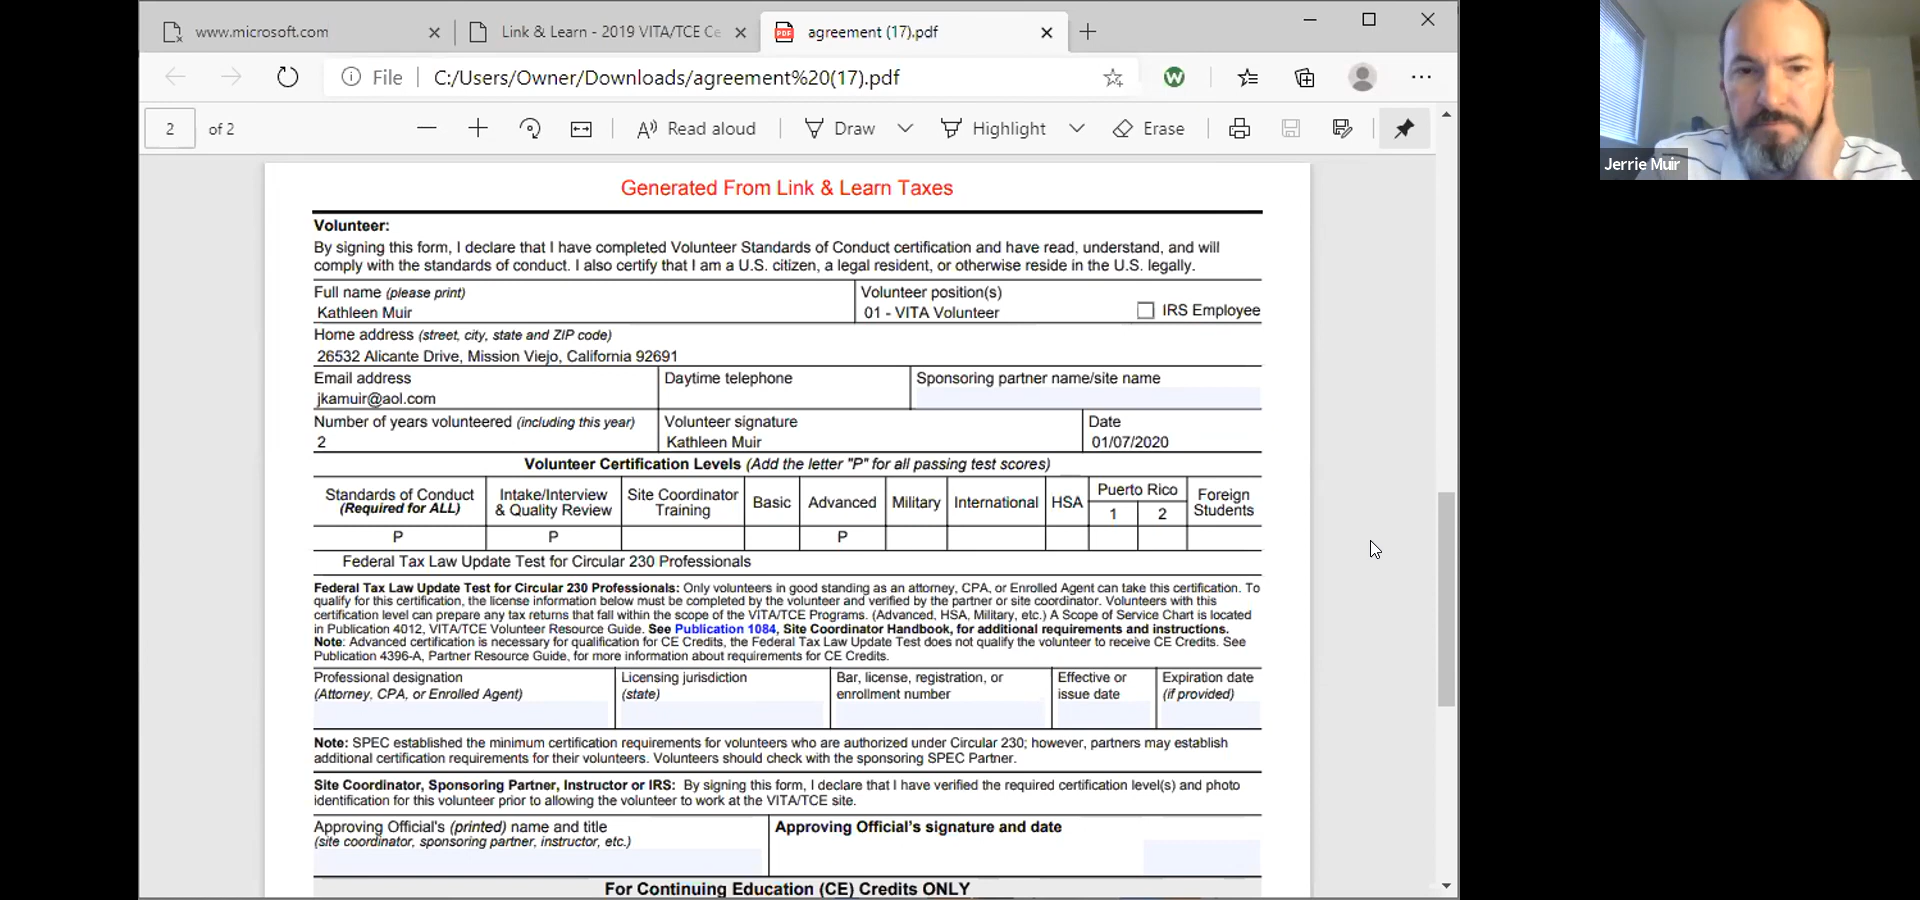 www.microsoft.com
Link & Learn - 2019 VITA/TCE Ce
agreement (17).pdf
File
C:/Users/Owner/Downloads/agreement%20(17).pdf
2 of 2
Read aloud
Draw
Highlight
Erase
Jerrie Muir
Generated From Link & Learn Taxes
Volunteer:
By signing this form, I declare that I have completed Volunteer Standards of Conduct certification and have read, understand, and will
comply with the standards of conduct. I also certify that I am a U.S. citizen, a legal resident, or otherwise reside in the U.S. legally.
Full name (please print)
Kathleen Muir
Volunteer position(s)
01 - VITA Volunteer
IRS Employee
Home address (street, city, state and ZIP code)
26532 Alicante Drive, Mission Viejo, California 92691
Email address
jkamuir@aol.com
Daytime telephone
Sponsoring partner name/site name
Number of years volunteered (including this year)
2
Volunteer signature
Kathleen Muir
Date
01/07/2020
Volunteer Certification Levels (Add the letter "P" for all passing test scores)
Standards of Conduct
(Required for ALL)
Intake/Interview
& Quality Review
Site Coordinator
Training
Basic
Advanced
Military
International
HSA
Puerto Rico
1 2
Foreign
Students
P P P
Federal Tax Law Update Test for Circular 230 Professionals
Federal Tax Law Update Test for Circular 230 Professionals: Only volunteers in good standing as an attorney, CPA, or Enrolled Agent can take this certification. To
qualify for this certification, the license information below must be completed by the volunteer and verified by the partner or site coordinator. Volunteers with this
certification level can prepare any tax returns that fall within the scope of the VITA/TCE Programs. (Advanced, HSA, Military, etc.) A Scope of Service Chart is located
in Publication 4012, VITA/TCE Volunteer Resource Guide. See Publication 1084, Site Coordinator Handbook, for additional requirements and instructions.
Note: Advanced certification is necessary for qualification for CE Credits, the Federal Tax Law Update Test does not qualify the volunteer to receive CE Credits. See
Publication 4396-A, Partner Resource Guide, for more information about requirements for CE Credits.
Professional designation
(Attorney, CPA, or Enrolled Agent)
Licensing jurisdiction
(state)
Bar, license, registration, or
enrollment number
Effective or
issue date
Expiration date
(if provided)
Note: SPEC established the minimum certification requirements for volunteers who are authorized under Circular 230; however, partners may establish
additional certification requirements for their volunteers. Volunteers should check with the sponsoring SPEC Partner.
Site Coordinator, Sponsoring Partner, Instructor or IRS: By signing this form, I declare that I have verified the required certification level(s) and photo
identification for this volunteer prior to allowing the volunteer to work at the VITA/TCE site.
Approving Official's (printed) name and title
(site coordinator, sponsoring partner, instructor, etc.)
Approving Official's signature and date
For Continuing Education (CE) Credits ONLY